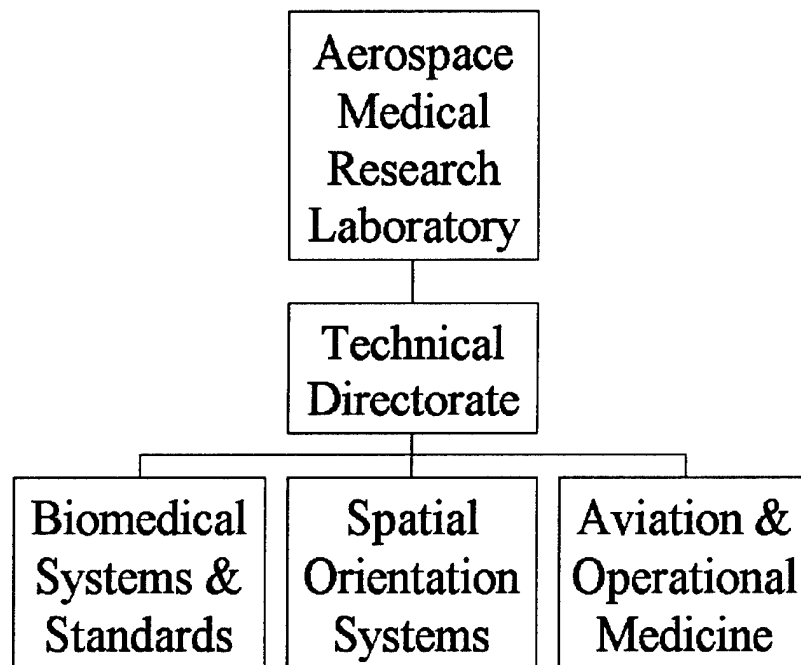 Aerospace
Medical
Research
Laboratory
Technical
Directorate
Biomedical
Systems &
Standards
Spatial
Orientation
Systems
Aviation &
Operational
Medicine